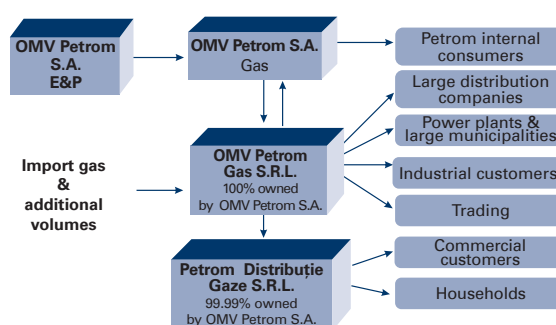 OMV Petrom
S.A.
E&P
OMV Petrom S.A.
Gas
Petrom internal
consumers
Large distribution
companies
Power plants &
large municipalities
Import gas
&
additional
volumes
OMV Petrom
Gas S.R.L.
100% owned
by OMV Petrom S.A.
Industrial customers
Trading
Petrom Distribuție
Gaze S.R.L.
99.99% owned
by OMV Petrom S.A.
Commercial
customers
Households